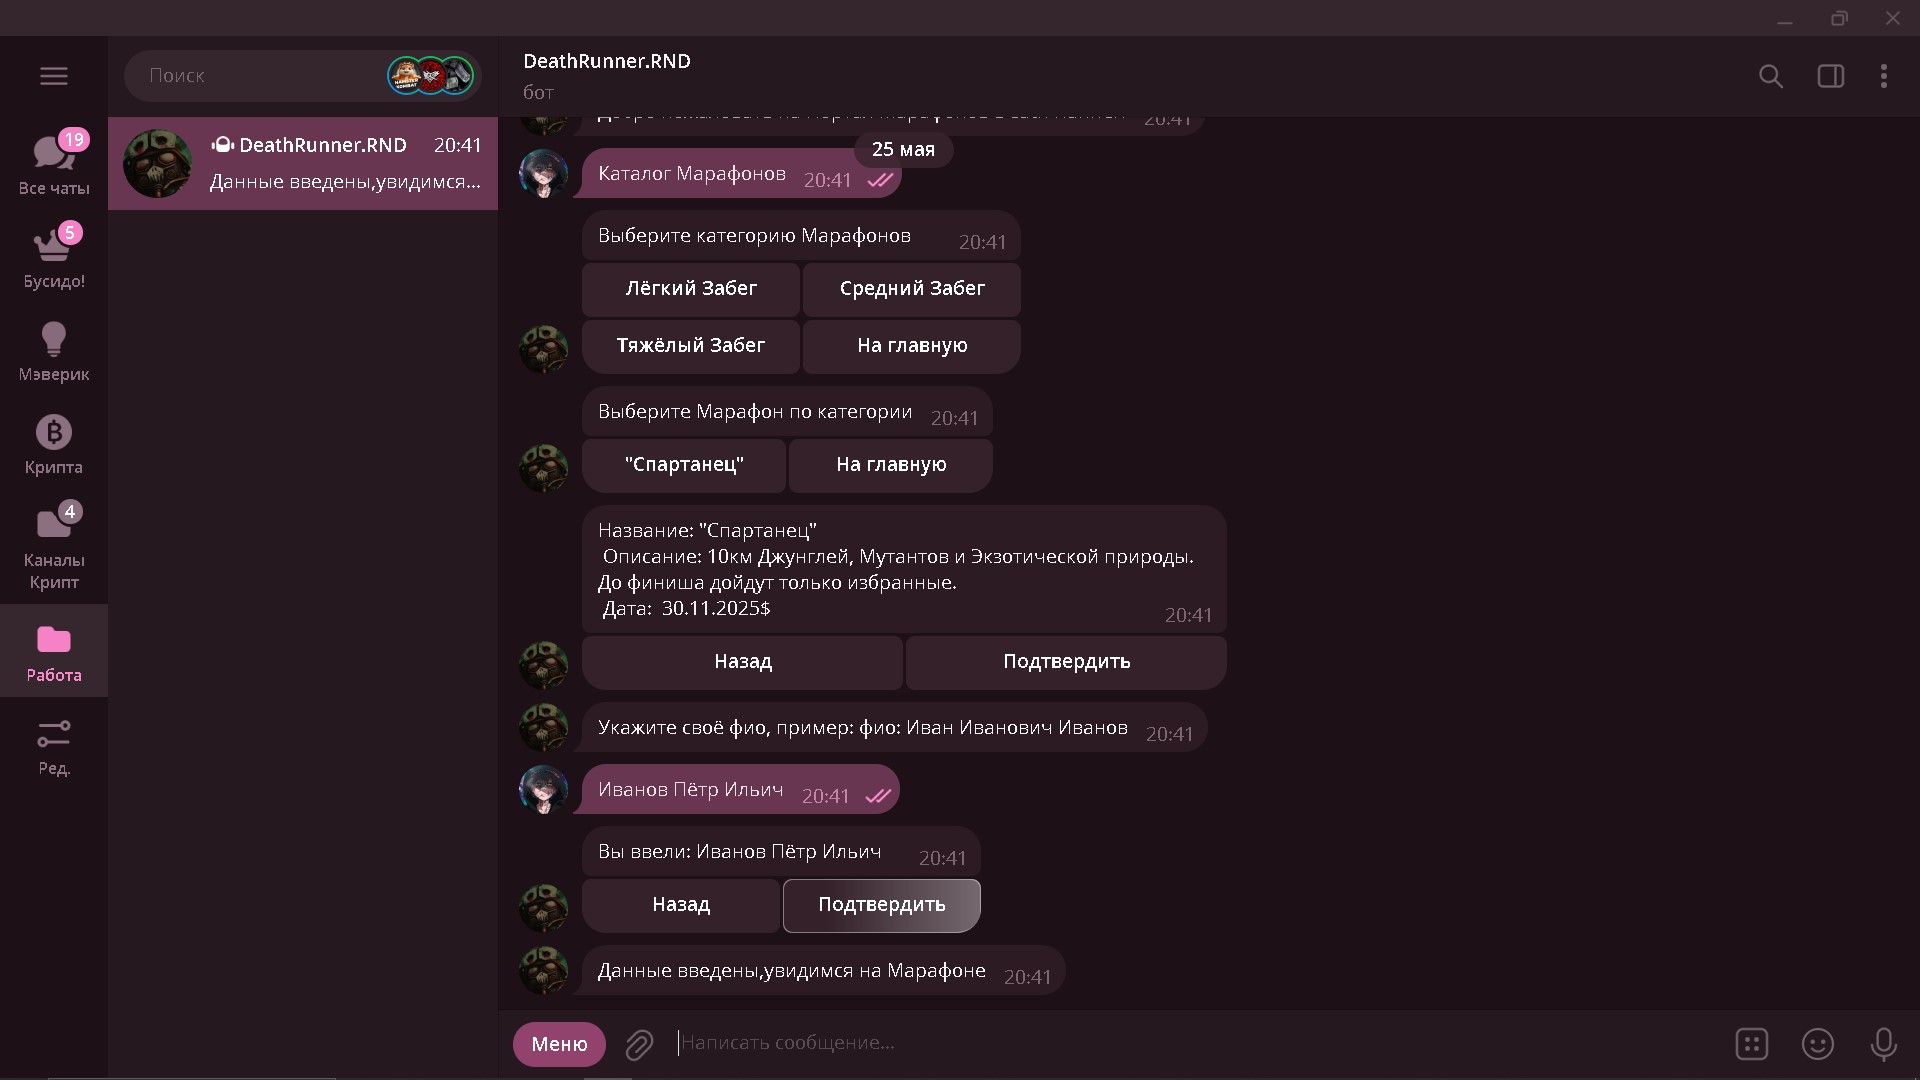 Поиск
19
Все чаты
5
Бусидо!
Мэверик
Крипта
4
Каналы
Крипт
Работа
Ред.
DeathRunner.RND 20:41
Данные введены,увидимся...
DeathRunner.RND
бот
20:41
25 мая
Каталог Марафонов 20:41
Выберите категорию Марафонов 20:41
Лёгкий Забег Средний Забег
Тяжёлый Забег На главную
Выберите Марафон по категории 20:41
"Спартанец" На главную
Название: "Спартанец"
Описание: 10км Джунглей, Мутантов и Экзотической природы.
До финиша дойдут только избранные.
Дата: 30.11.2025$ 20:41
Назад Подтвердить
Укажите своё фио, пример: фио: Иван Иванович Иванов 20:41
Иванов Пётр Ильич 20:41
Вы ввели: Иванов Пётр Ильич 20:41
Назад Подтвердить
Данные введены,увидимся на Марафоне 20:41
Меню Написать сообщение...